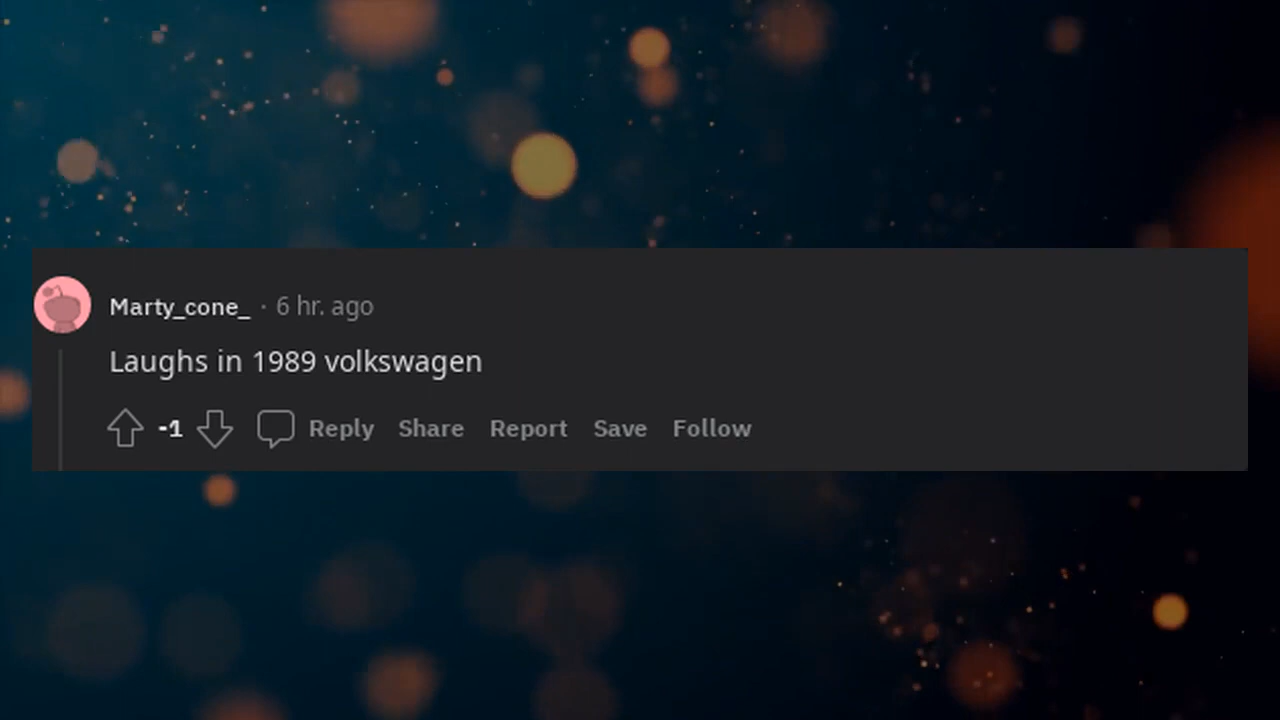 Marty_cone_ · 6 hr. ago
Laughs in 1989 volkswagen
-1 Reply Share Report Save Follow